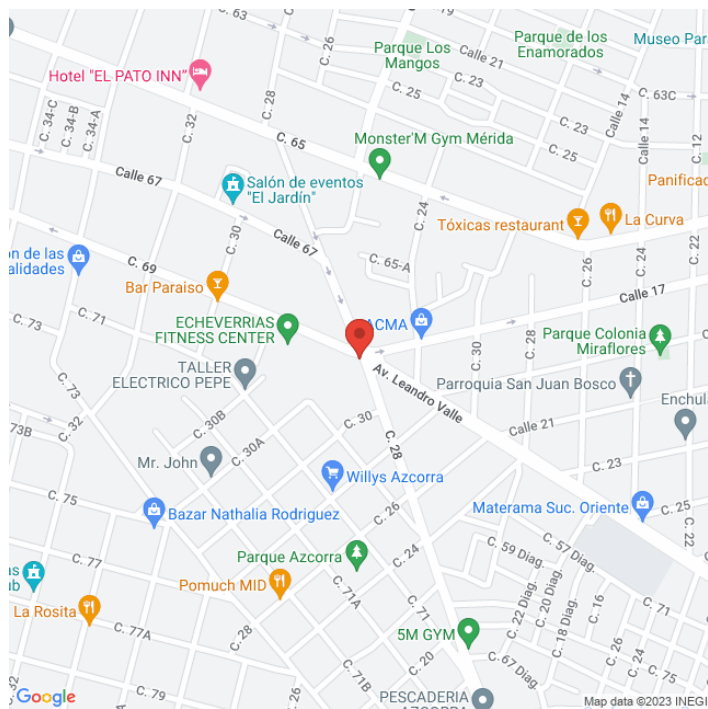 C. 63
C. 26
Parque de los
Enamorados
Museo Par
Parque Los
Mangos
Calle 21
C. 23
C. 63C
Hotel "EL PATO INN"
C. 28
C. 25
Calle 14
C. 34-C
C. 34-B
C. 34-A
C. 32
C. 65
C. 23
Calle 14
C. 12
Monster'M Gym Mérida
C. 25
Calle 67
Salón de eventos
"El Jardín"
C. 24
Panificad
Tóxicas restaurant
La Curva
C. 30
Calle 67
C. 65-A
ón de las
alidades
C. 69
C. 26
C. 24
C. 22
Bar Paraiso
Calle 17
C. 71
C. 73
ECHEVERRIAS
FITNESS CENTER
ACMA
C. 30
C. 28
Parque Colonia
Miraflores
TALLER
ELECTRICO PEPE
Av. Leandro Valle
Parroquia San Juan Bosco
C. 73
C. 32
C. 30B
C. 30
Calle 21
Enchula
73B
C. 30A
C. 28
Mr. John
C. 23
Willys Azcorra
C. 75
Bazar Nathalia Rodriguez
C. 26
Materama Suc. Oriente
C. 25
C. 22
C. 77
Parque Azcorra
C. 24
C. 59 Diag.
C. 57 Diag.
as
ub
Pomuch MID
C. 71A
C. 71
C. 22 Diag.
C. 20 Diag.
C. 18 Diag.
C. 16
C. 71
La Rosita
C. 77A
C. 28
5M GYM
C. 26
C. 24
C. 75
C. 20
C. 67 Diag.
C. 32
C. 79
C. 26
C. 71B
PESCADERIA
AZCORRA
Google
Map data ©2023 INEGI